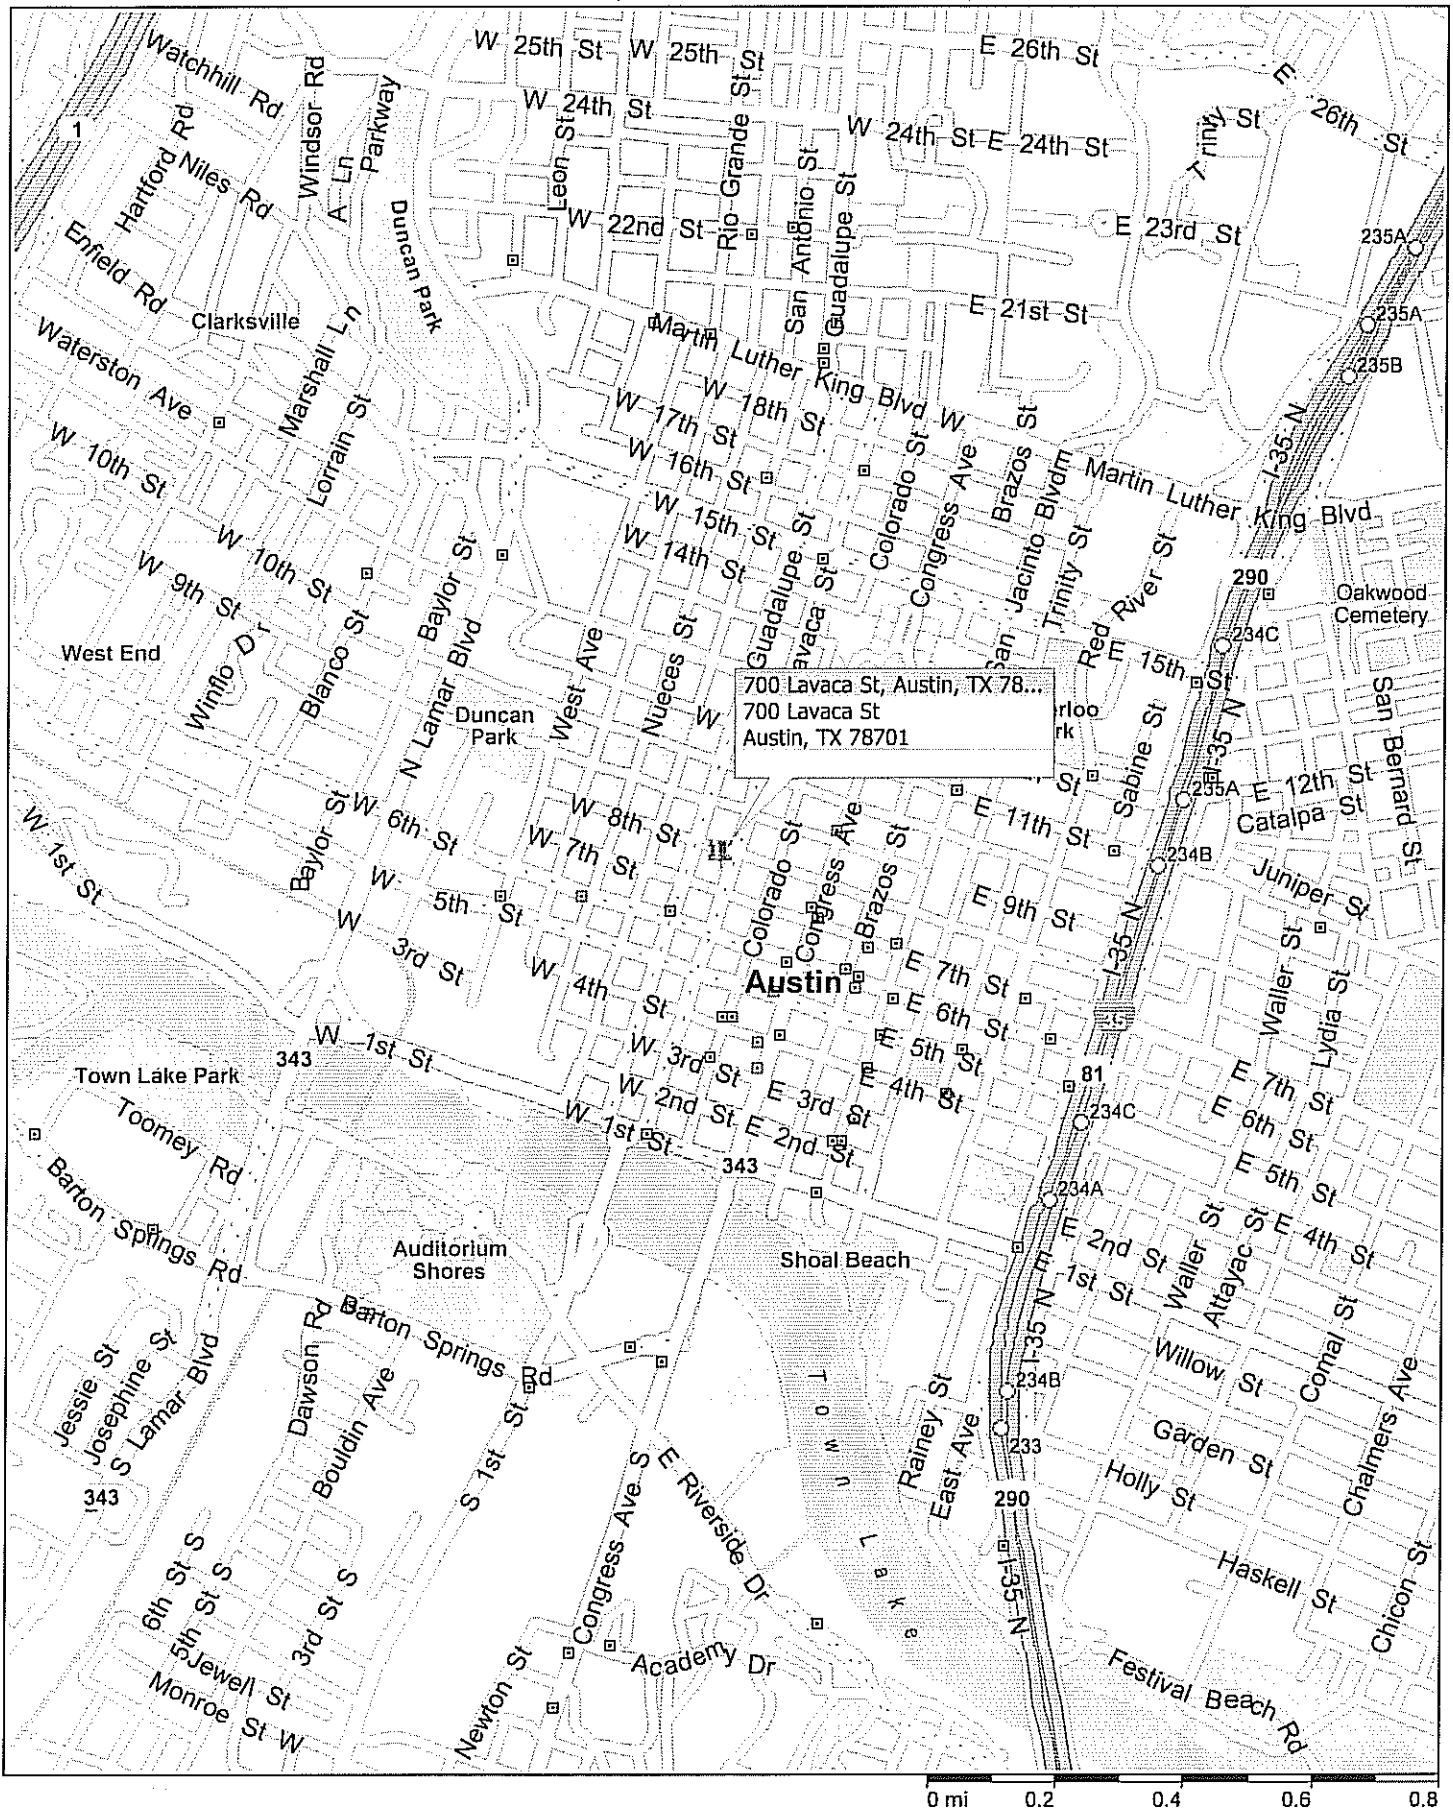 W 25th St
W 25th St
E 26th St
E 26th St
Watchhill Rd
Windsor Rd
Parkway
W 24th St
W 24th St
E 24th St
Trinny St
1
Hartford Rd
Niles Rd
A Ln
Leon St
Rio Grande St
San Antonio St
Guadalupe St
W 22nd St
E 23rd St
235A
Enfield Rd
Duncan Park
E 21st St
235A
Clarksville
Marshall Ln
Waterston Ave
Martin Luther King Blvd W
235B
W 18th St
W 17th St
Lorrain St
W 10th St
W 16th St
Colorado St
Congress Ave
Brazos St
I-35 N
Martin Luther King Blvd
W 15th St
W 14th St
San Jacinto Blvdm
Trinity St
Red River St
W 10th St
W 9th St
Baylor St
Guadalupe St
avaca St
290
Oakwood
Cemetery
234C
West End
Winflo Dr
Blanco St
N Lamar Blvd
West Ave
Nueces St
E 15th St
700 Lavaca St, Austin, TX 78...
700 Lavaca St
Austin, TX 78701
Duncan
Park
W
rloo
rk
St
Sabine St
I-35 N
San Bernard St
235A
E 12th St
Catalpa St
W 1st St
Baylor St
W 6th St
W 8th St
W 7th St
Colorado St
Congress Ave
Brazos St
E 11th St
234B
Juniper St
W 5th St
E 9th St
W 3rd St
I-35 N
Waller St
Lydia St
W 4th St
Austin
E 7th St
E 6th St
W 1st St
343
Town Lake Park
W 3rd St
E 5th St
81
E 7th St
Toomey Rd
W 2nd St
E 3rd St
E 4th St
234C
E 6th St
W 1st St
E 2nd St
343
E 5th St
Barton Springs Rd
234A
Auditorium
Shores
Shoal Beach
E 2nd St
Waller St
Attayac St
E 4th St
E 1st St
I-35 N
Barton Springs Rd
Dawson Rd
Jessie St
Josephine St
S Lamar Blvd
Bouldin Ave
Town Lake
234B
Willow St
Comal St
Chalmers Ave
Rainey St
East Ave
233
Garden St
S 1st St
E Riverside Dr
Holly St
343
290
Congress Ave S
I-35 N
Haskell St
Chicon St
6th St S
5th St S
3rd St S
Jewell St
Monroe St W
Newton St
Academy Dr
Festival Beach Rd
0 mi 0.2 0.4 0.6 0.8